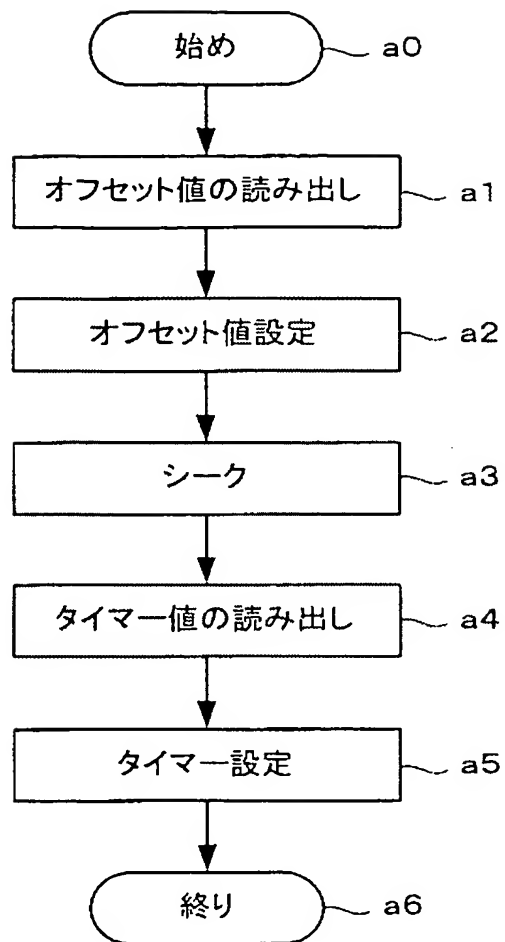 始め a0
オフセット値の読み出し a1
オフセット値設定 a2
シーク a3
タイマー値の読み出し a4
タイマー設定 a5
終り a6